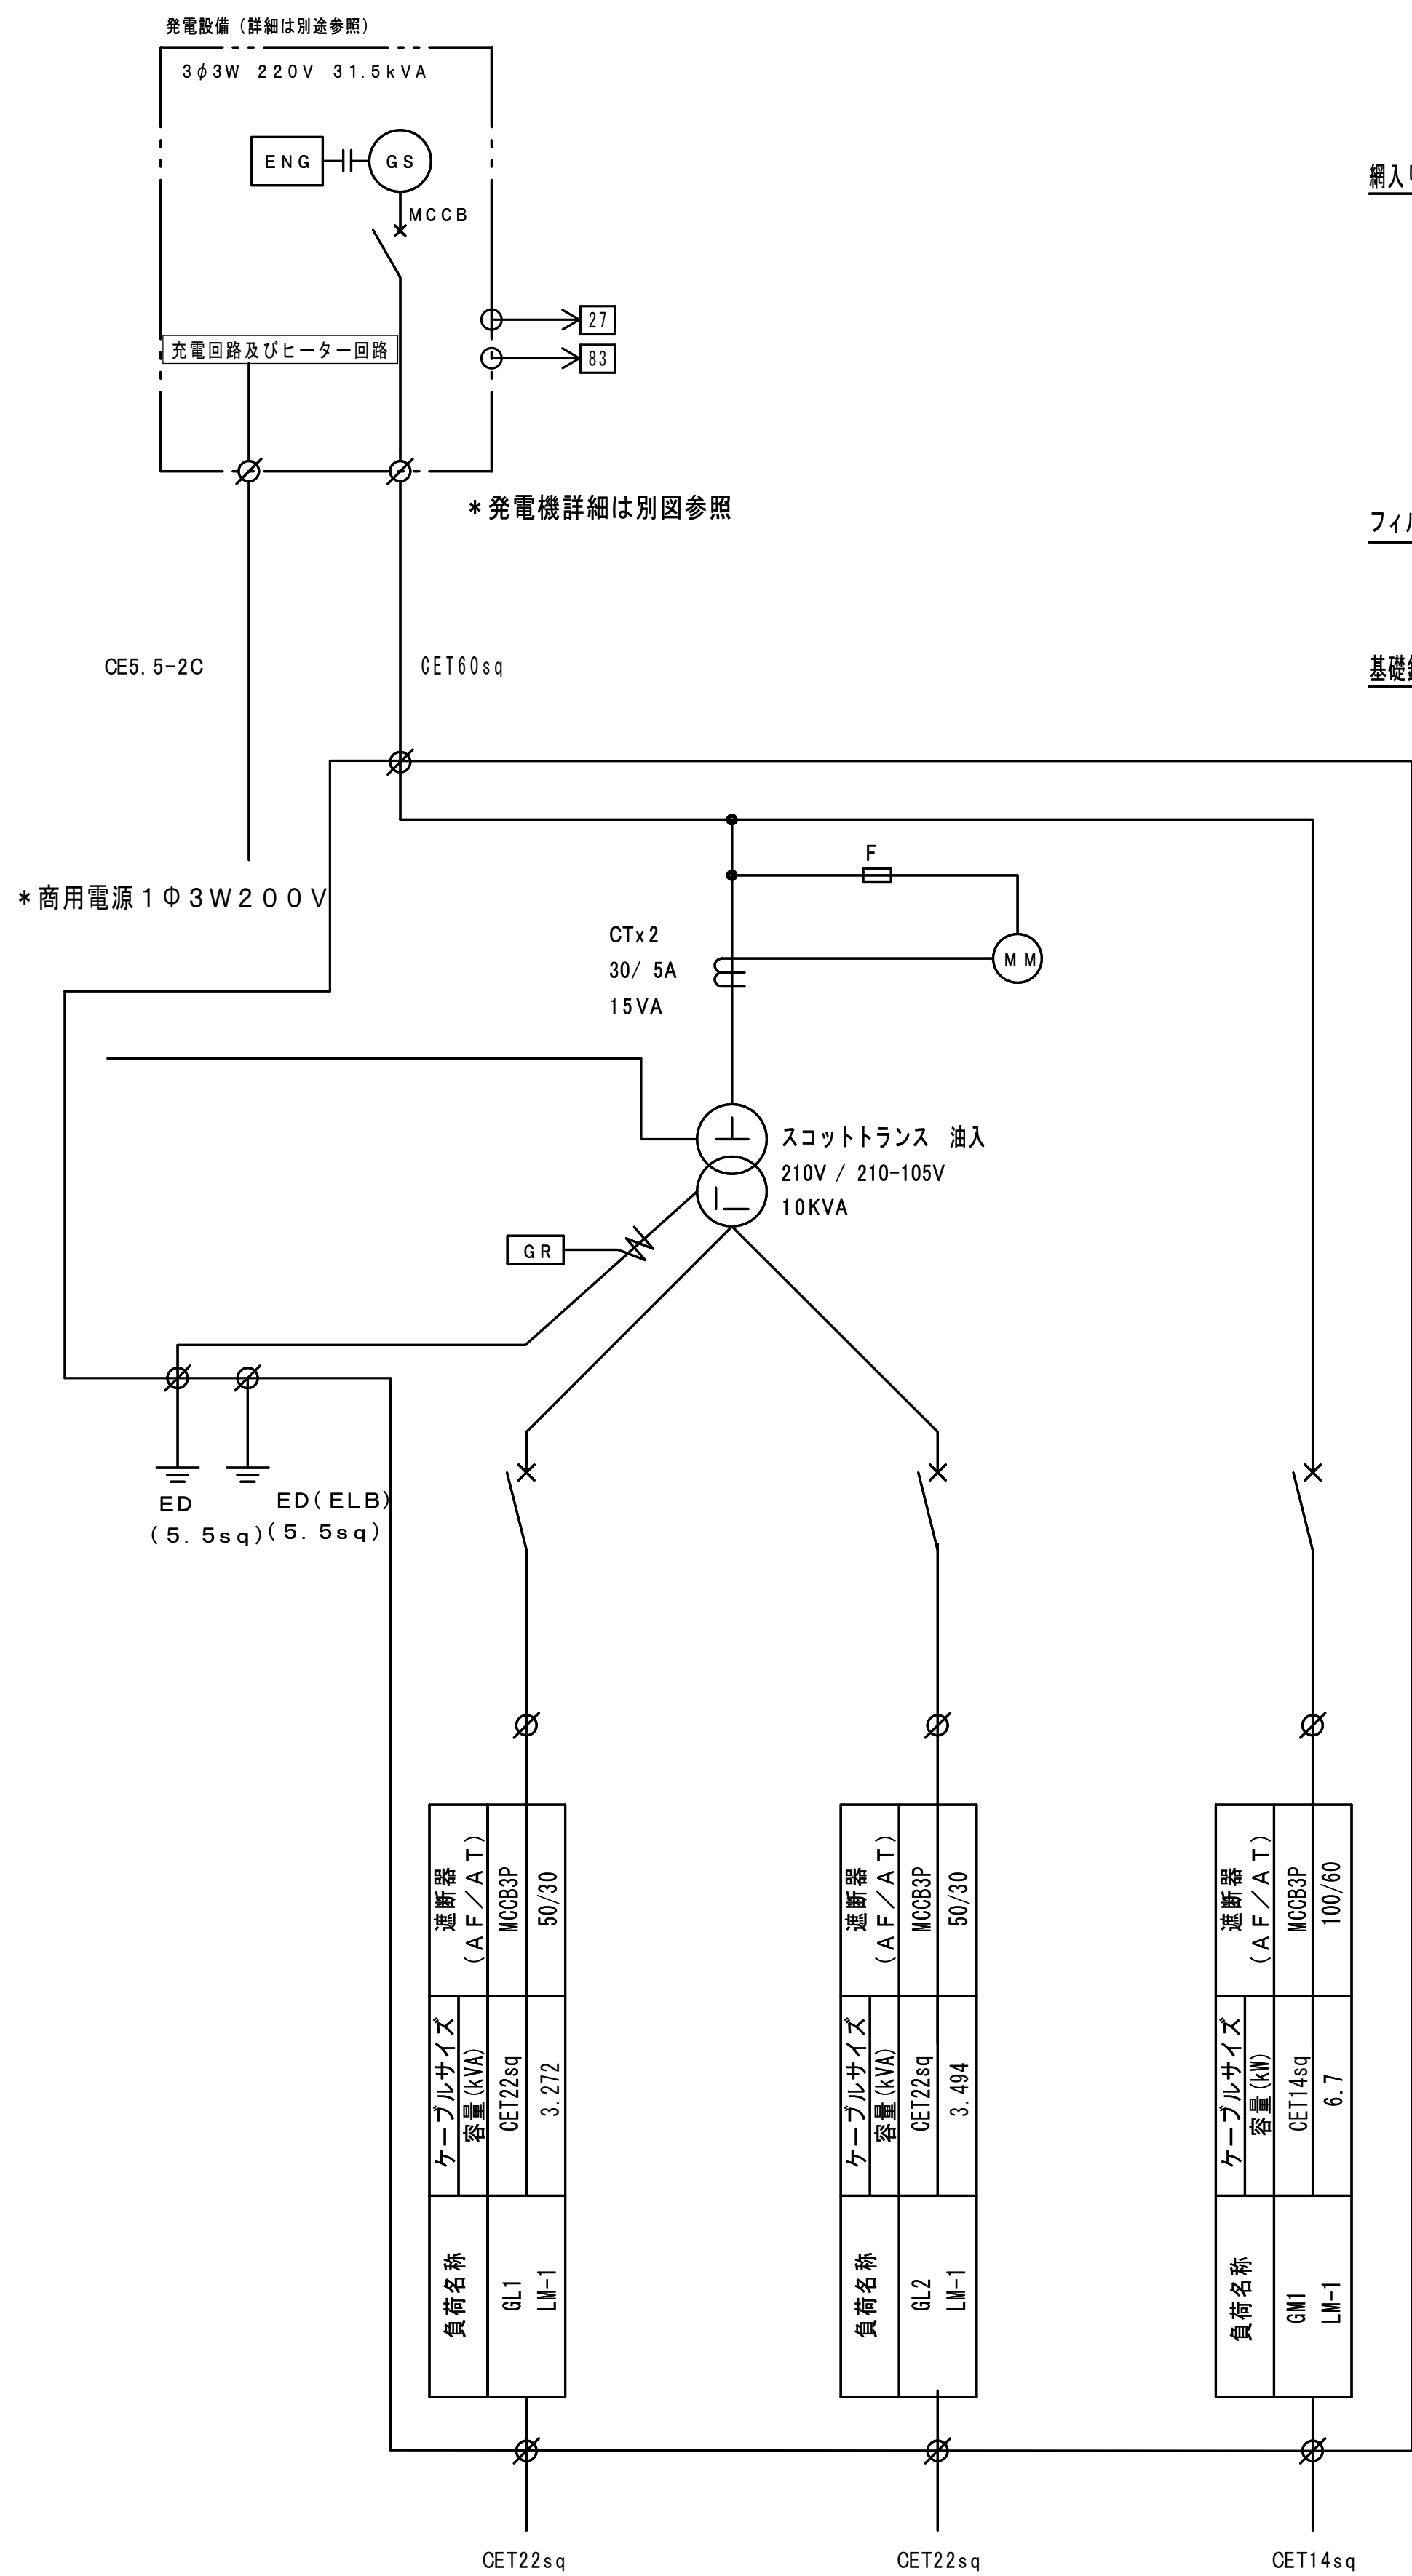 発電設備（詳細は別途参照）
3φ3W 220V 31.5kVA
ENG
GS
MCCB
27
充電回路及びヒーター回路
83
＊発電機詳細は別図参照
CE5.5-2C
CET60sq
＊商用電源１Φ３Ｗ２００Ｖ
F
CTx2
30/ 5A
15VA
MM
スコットトランス 油入
210V / 210-105V
10KVA
GR
ED
(5.5sq)
ED(ELB)
(5.5sq)
遮断器
（ＡＦ／ＡＴ）
MCCB3P
50/30
ケーブルサイズ
容量(kVA)
CET22sq
3.272
負荷名称
GL1
LM-1
遮断器
（ＡＦ／ＡＴ）
MCCB3P
50/30
ケーブルサイズ
容量(kVA)
CET22sq
3.494
負荷名称
GL2
LM-1
遮断器
（ＡＦ／ＡＴ）
MCCB3P
100/60
ケーブルサイズ
容量(kW)
CET14sq
6.7
負荷名称
GM1
LM-1
CET22sq
CET22sq
CET14sq
網入
フィル
基礎